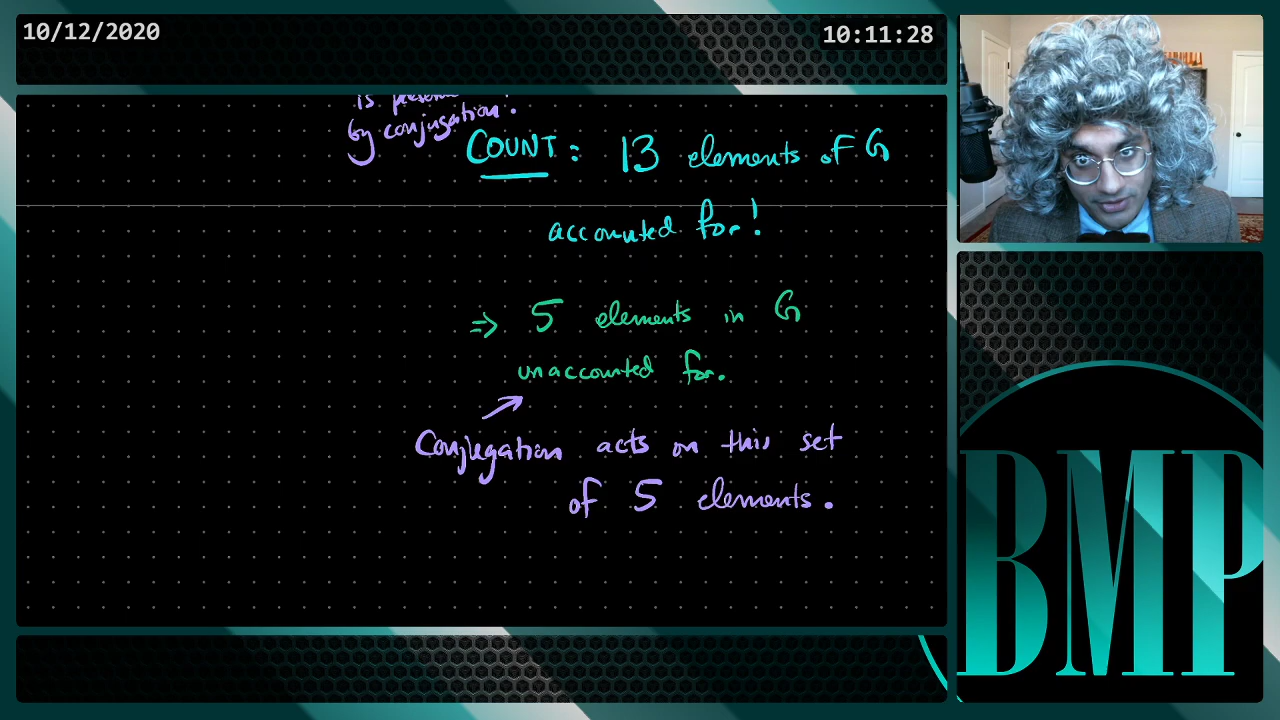 10/12/2020
10:11:28
is
by conjugation!
COUNT: 13 elements of G
accounted for!
⇒ 5 elements in G
unaccounted for.
Conjugation acts on this set
of 5 elements.
BMP